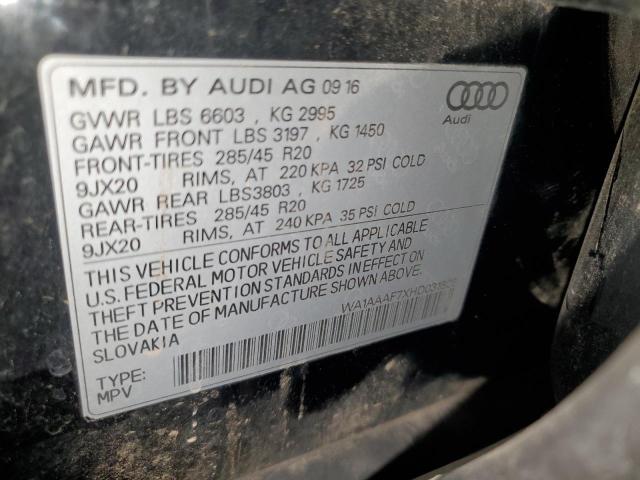 MFD. BY AUDI AG 09 16
Audi
GVWR LBS 6603 , KG 2995
GAWR FRONT LBS 3197 , KG 1450
FRONT-TIRES 285/45 R20
9JX20 RIMS, AT 220 KPA 32 PSI COLD
GAWR REAR LBS3803 , KG 1725
REAR-TIRES 285/45 R20
9JX20 RIMS, AT 240 KPA 35 PSI COLD
THIS VEHICLE CONFORMS TO ALL APPLICABLE
U.S. FEDERAL MOTOR VEHICLE SAFETY AND
THEFT PREVENTION STANDARDS IN EFFECT ON
THE DATE OF MANUFACTURE SHOWN ABOVE.
SLOVAKIA
TYPE:
MPV